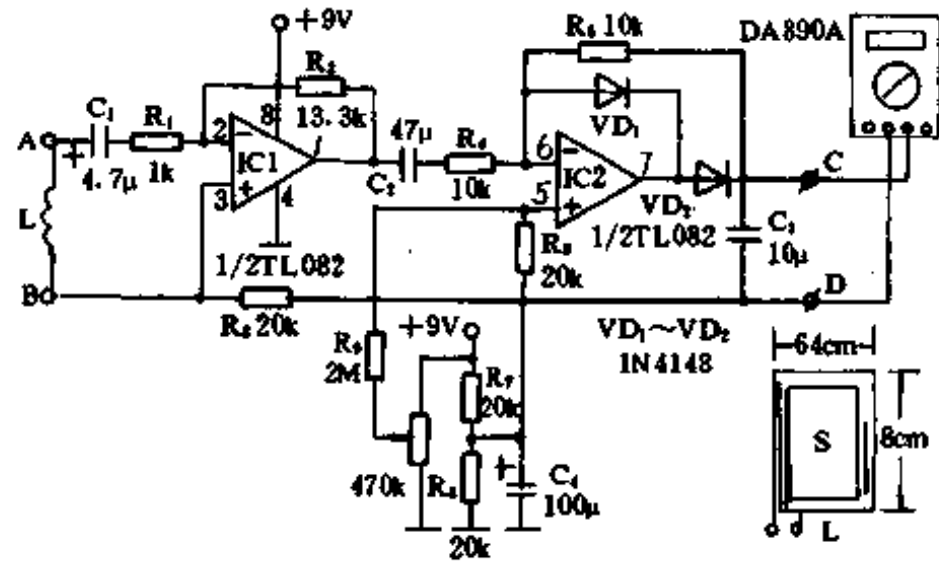 +9V
R₆ 10k
DA890A
R₃
13.3k
8
VD₁
C₁
R₁
2
−
IC1
1
47μ
R₄
6
−
IC2
7
A
+
4.7μ
1k
3
+
4
C₂
10k
5
+
VD₂
C
L
1/2TL082
R₅
20k
1/2TL082
C₃
10μ
B
R₂ 20k
D
+9V
VD₁～VD₂
1N4148
64cm
2M
R₇
20k
S
8cm
470k
+
C₄
100μ
20k
L